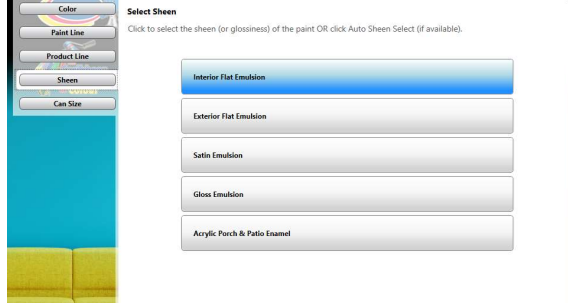 Color
Paint Line
Product Line
Sheen
Can Size
Select Sheen
Click to select the sheen (or glossiness) of the paint OR click Auto Sheen Select (if available).
Interior Flat Emulsion
Exterior Flat Emulsion
Satin Emulsion
Gloss Emulsion
Acrylic Porch & Patio Enamel